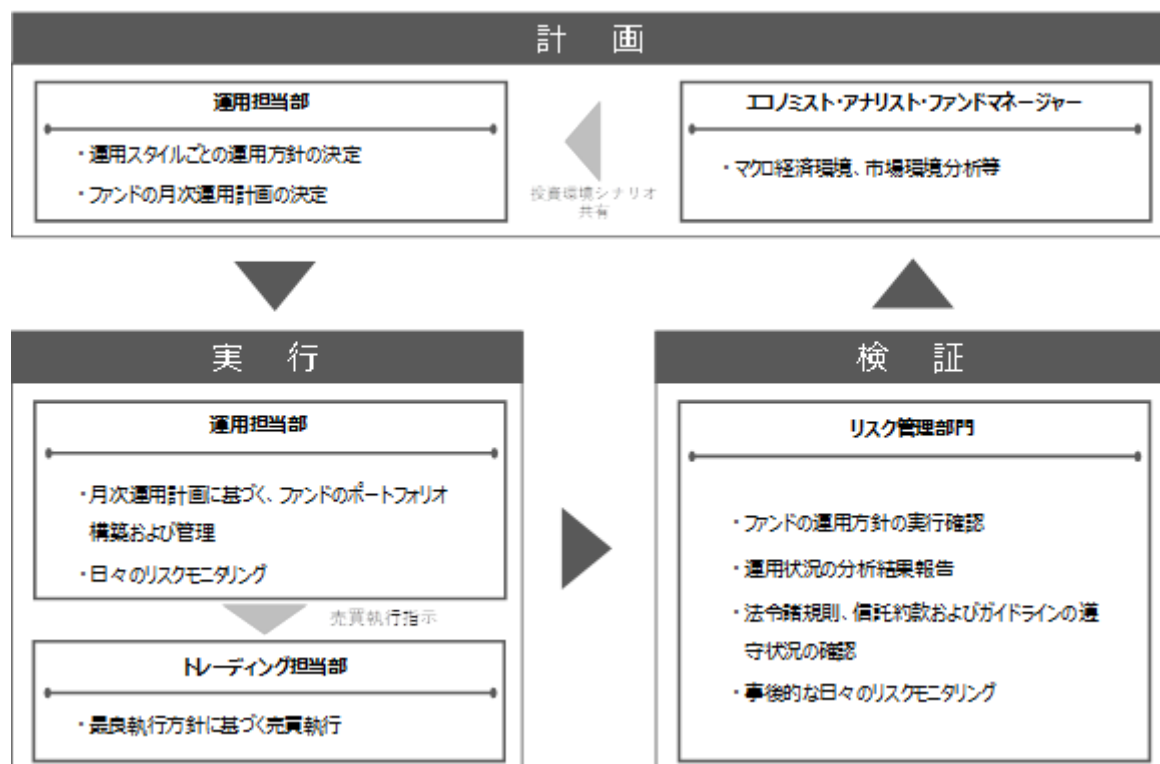 計 画
運用担当部
・運用スタイルごとの運用方針の決定
・ファンドの月次運用計画の決定
投資環境シナリオ
共有
エコノミスト・アナリスト・ファンドマネージャー
・マクロ経済環境、市場環境分析等
実 行
運用担当部
・月次運用計画に基づく、ファンドのポートフォリオ
構築および管理
・日々のリスクモニタリング
売買執行指示
トレーディング担当部
・最良執行方針に基づく売買執行
検 証
リスク管理部門
・ファンドの運用方針の実行確認
・運用状況の分析結果報告
・法令諸規則、信託約款およびガイドラインの遵
守状況の確認
・事後的な日々のリスクモニタリング